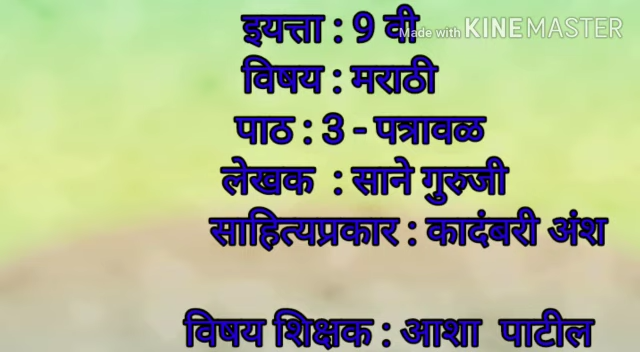 इयत्ता : 9 वी
Made with KINEMASTER
विषय : मराठी
पाठ : 3 - पत्रावळ
लेखक : साने गुरुजी
साहित्यप्रकार : कादंबरी अंश
विषय शिक्षक : आशा पाटील